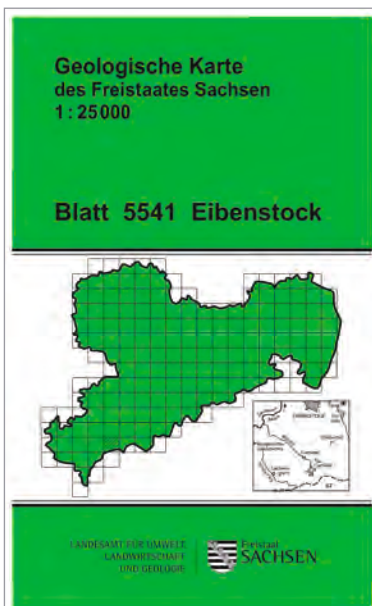 Geologische Karte
des Freistaates Sachsen
1 : 25 000
Blatt 5541 Eibenstock
LANDESAMT FÜR UMWELT,
LANDWIRTSCHAFT
UND GEOLOGIE
Freistaat
SACHSEN